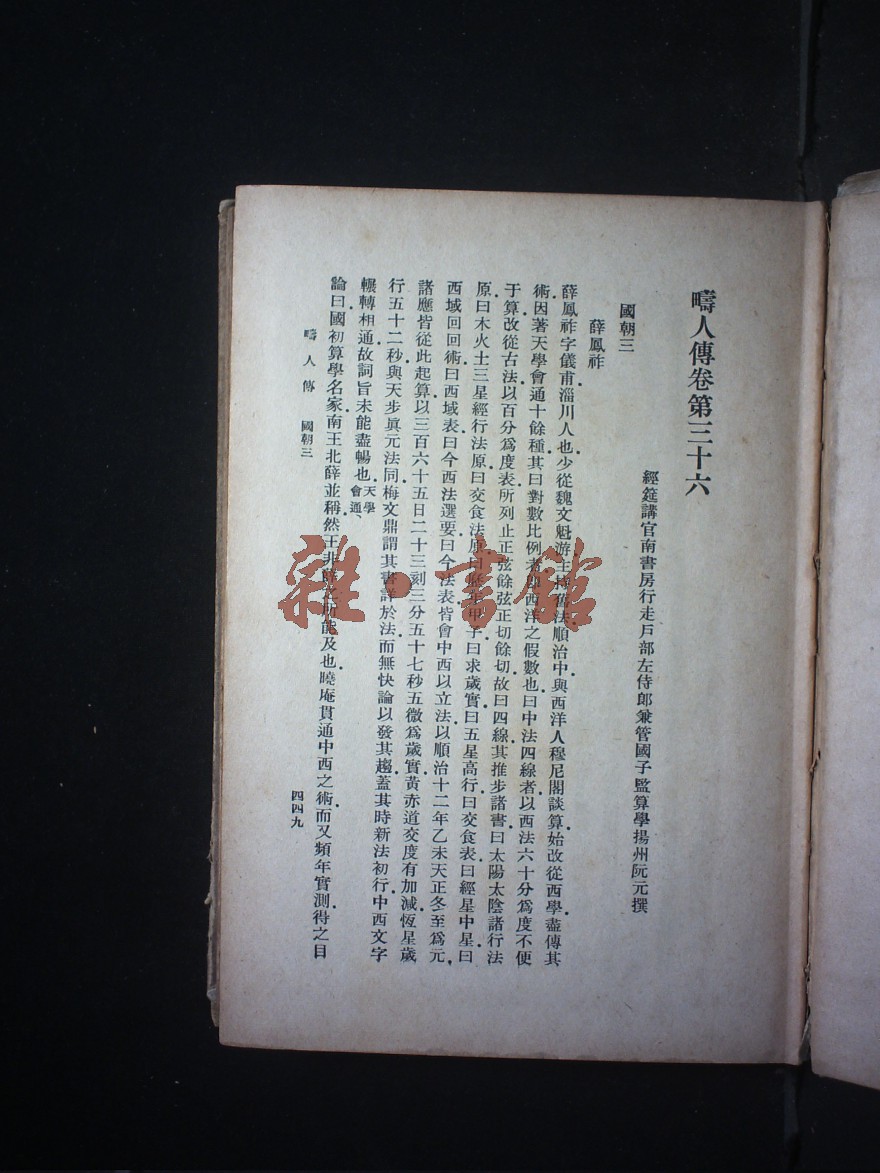 疇人傳卷第三十六
經筵講官南書房行走戶部左侍郎兼管國子監算學揚州阮元撰
國朝三
薛鳳祚
薛鳳祚字儀甫淄川人也.少從魏文魁游主持舊法.順治中與西洋人穆尼閣談算始改從西學.盡傳其
術.因著天學會通十餘種.其曰對數比例者即西洋之假數也.曰中法四線者.以西法六十分爲度不便
于算.改從古法以百分爲度.表所列止正弦餘弦正切餘切.故曰四線.其推步諸書.曰太陽太陰諸行法
原.曰木火土三星經行法原.曰交食法原.曰 甲子.曰求歲實.曰五星高行.曰交食表.曰經星中星.曰
西域回回術.曰西域表.曰今西法選要.曰今法表.皆會中西以立法.以順治十二年乙未天正冬至爲元.
諸應皆從此起算.以三百六十五日二十三刻三分五十七秒五微爲歲實.黃赤道交度有加減.恆星歲
行五十二秒.與天步眞元法同.梅文鼎謂其書詳於法而無快論以發其趣.蓋其時新法初行.中西文字
輾轉相通.故詞旨未能盡暢也.天學會通、
論曰國初算學名家.南王北薛並稱.然王非薛之所能及也.曉庵貫通中西之術.而又頻年實測.得之目
疇人傳 國朝三
四四九
雜·書館